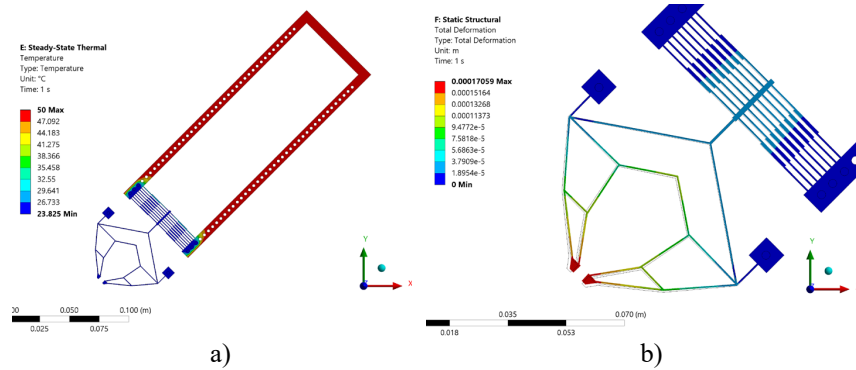 E: Steady-State Thermal
Temperature
Type: Temperature
Unit: °C
Time: 1 s
50 Max
47.092
44.183
41.275
38.366
35.458
32.55
29.641
26.733
23.825 Min
Y
X
00
0.050
0.100 (m)
0.025
0.075
a)
F: Static Structural
Total Deformation
Type: Total Deformation
Unit: m
Time: 1 s
0.00017059 Max
0.00015164
0.00013268
0.00011373
9.4772e-5
7.5818e-5
5.6863e-5
3.7909e-5
1.8954e-5
0 Min
Y
0.035
0.070 (m)
0.018
0.053
b)